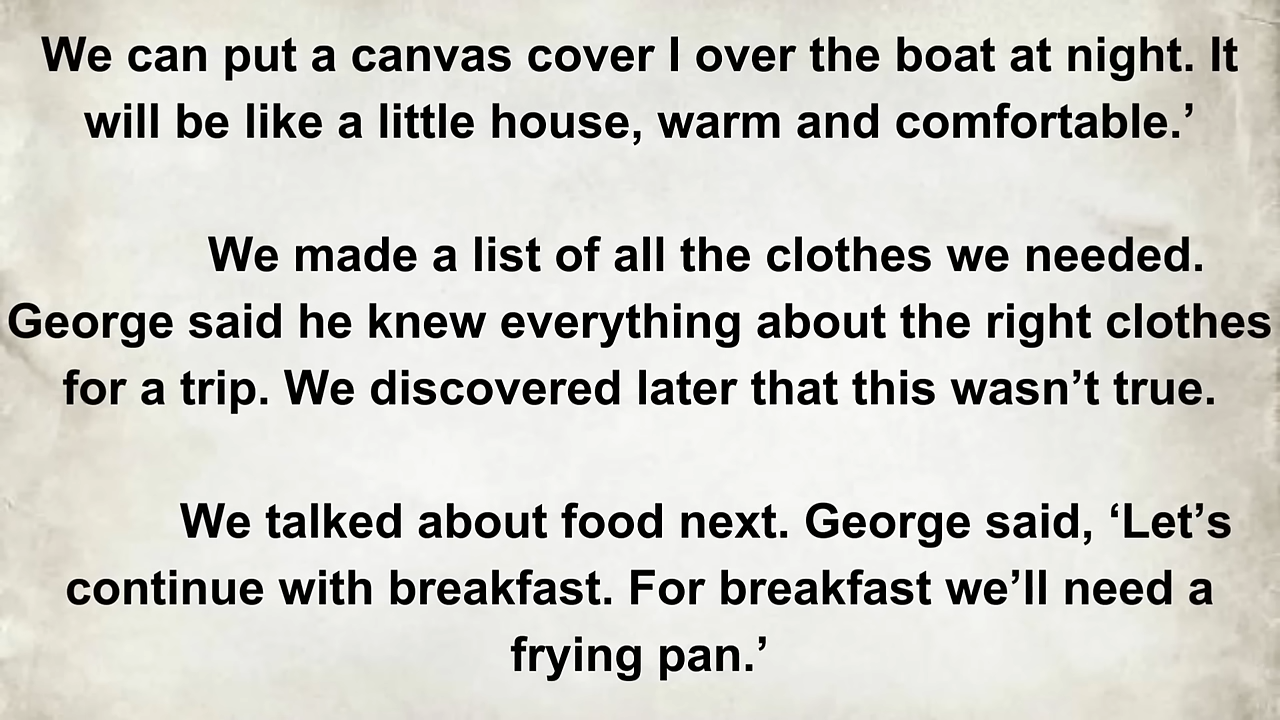 We can put a canvas cover I over the boat at night. It
will be like a little house, warm and comfortable.’
We made a list of all the clothes we needed.
George said he knew everything about the right clothes
for a trip. We discovered later that this wasn’t true.
We talked about food next. George said, ‘Let’s
continue with breakfast. For breakfast we’ll need a
frying pan.’